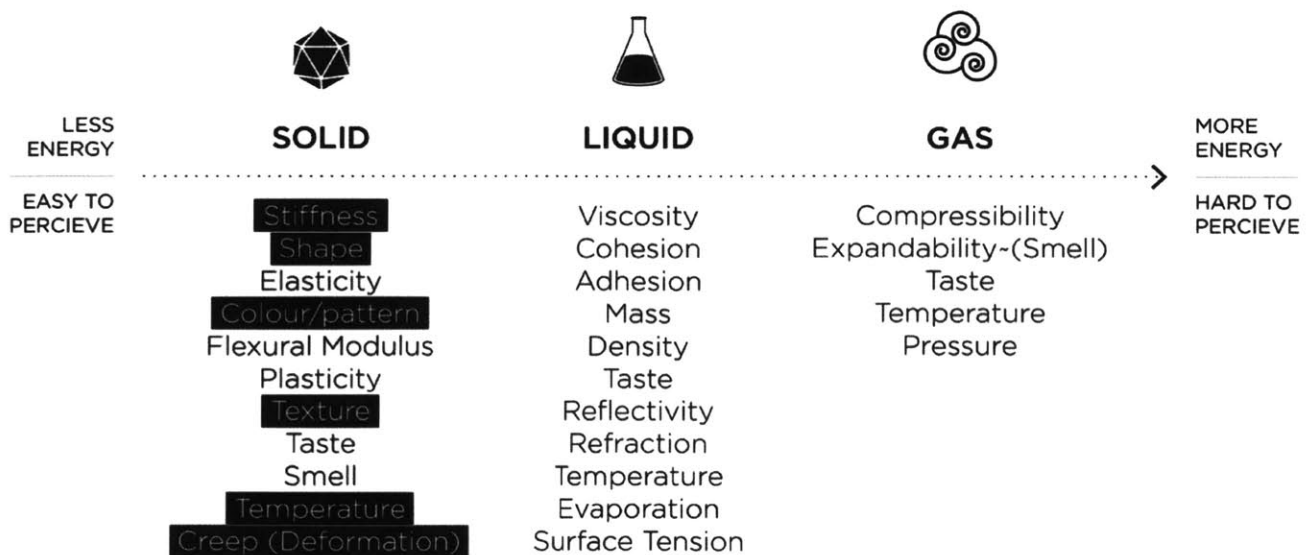 LESS
ENERGY
SOLID
LIQUID
GAS
MORE
ENERGY
EASY TO
PERCIEVE
HARD TO
PERCIEVE
Stiffness
Shape
Elasticity
Colour/pattern
Flexural Modulus
Plasticity
Texture
Taste
Smell
Temperature
Creep (Deformation)
Viscosity
Cohesion
Adhesion
Mass
Density
Taste
Reflectivity
Refraction
Temperature
Evaporation
Surface Tension
Compressibility
Expandability~(Smell)
Taste
Temperature
Pressure